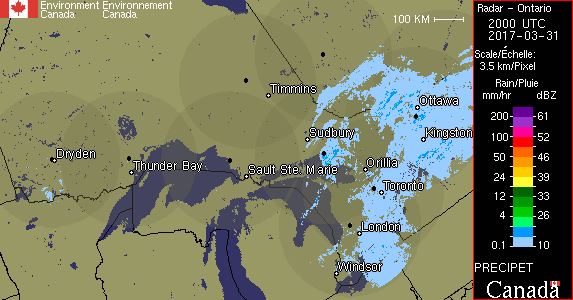 Environment Environnement
Canada Canada
100 KM
Timmins
Ottawa
Sudbury
Kingston
Dryden
Thunder Bay
Sault Ste. Marie
Orillia
Toronto
London
Windsor
Radar - Ontario
2000 UTC
2017-03-31
Scale/Échelle:
3.5 km/Pixel
Rain/Pluie
mm/hr dBZ
200 61
100 52
50 46
24 39
12 33
4 26
1 18
0.1 10
PRECIPET
Canada